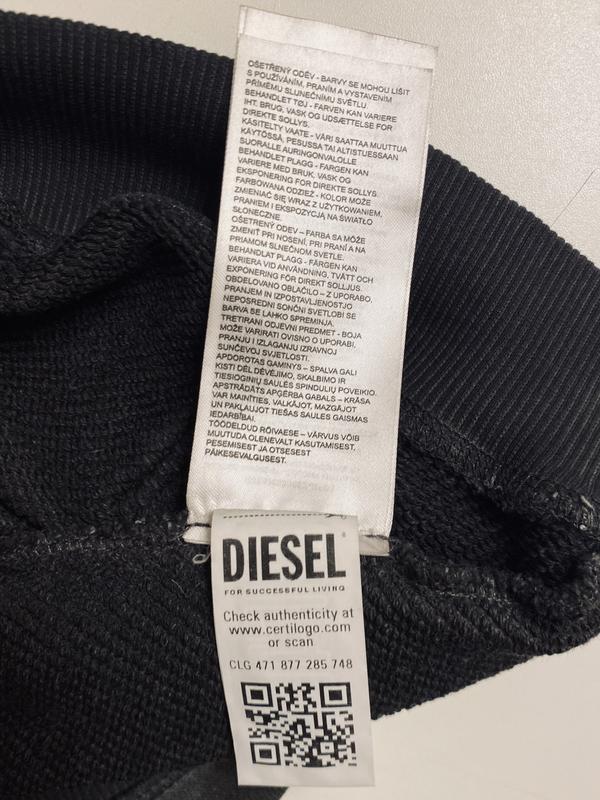 OŠETŘENÝ ODĚV - BARVY SE MOHOU LIŠIT
S POUŽÍVÁNÍM, PRANÍM A VYSTAVENÍM
PŘÍMÉMU SLUNEČNÍMU SVĚTLU.
BEHANDLET TØJ - FARVEN KAN VARIERE
IHT. BRUG, VASK OG UDSÆTTELSE FOR
DIREKTE SOLLYS.
KÄSITELTY VAATE - VÄRI SAATTAA MUUTTUA
KÄYTÖSSÄ, PESUSSA TAI ALTISTUESSAAN
SUORALLE AURINGONVALOLLE
BEHANDLET PLAGG - FARGEN KAN
VARIERE MED BRUK, VASK OG
EKSPONERING FOR DIREKTE SOLLYS.
FARBOWANA ODZIEŻ - KOLOR MOŻE
ZMIENIAĆ SIĘ WRAZ Z UŻYTKOWANIEM,
PRANIEM I EKSPOZYCJĄ NA ŚWIATŁO
SŁONECZNE.
OŠETRENÝ ODEV – FARBA SA MÔŽE
ZMENIŤ PRI NOSENÍ, PRI PRANÍ A NA
PRIAMOM SLNEČNOM SVETLE.
BEHANDLAT PLAGG - FÄRGEN KAN
VARIERA VID ANVÄNDNING, TVÄTT OCH
EXPONERING FÖR DIREKT SOLLJUS.
OBDELOVANO OBLAČILO – Z UPORABO,
PRANJEM IN IZPOSTAVLJENOSTJO
NEPOSREDNI SONČNI SVETLOBI SE
BARVA SE LAHKO SPREMINJA.
TRETIRANI ODJEVNI PREDMET - BOJA
MOŽE VARIRATI OVISNO O UPORABI,
PRANJU I IZLAGANJU IZRAVNOJ
SUNČEVOJ SVJETLOSTI.
APDOROTAS GAMINYS – SPALVA GALI
KISTI DĖL DĖVĖJIMO, SKALBIMO IR
TIESIOGINIŲ SAULĖS SPINDULIŲ POVEIKIO.
APSTRĀDĀTS APĢĒRBA GABALS – KRĀSA
VAR MAINĪTIES, VALKĀJOT, MAZGĀJOT
UN PAKĻAUJOT TIEŠAS SAULES GAISMAS
IEDARBĪBAI.
TÖÖDELDUD RÕIVAESE – VÄRVUS VÕIB
MUUTUDA OLENEVALT KASUTAMISEST,
PESEMISEST JA OTSESEST
PÄIKESEVALGUSEST.
DIESEL®
FOR SUCCESSFUL LIVING
Check authenticity at
www.certilogo.com
or scan
CLG 471 877 285 748